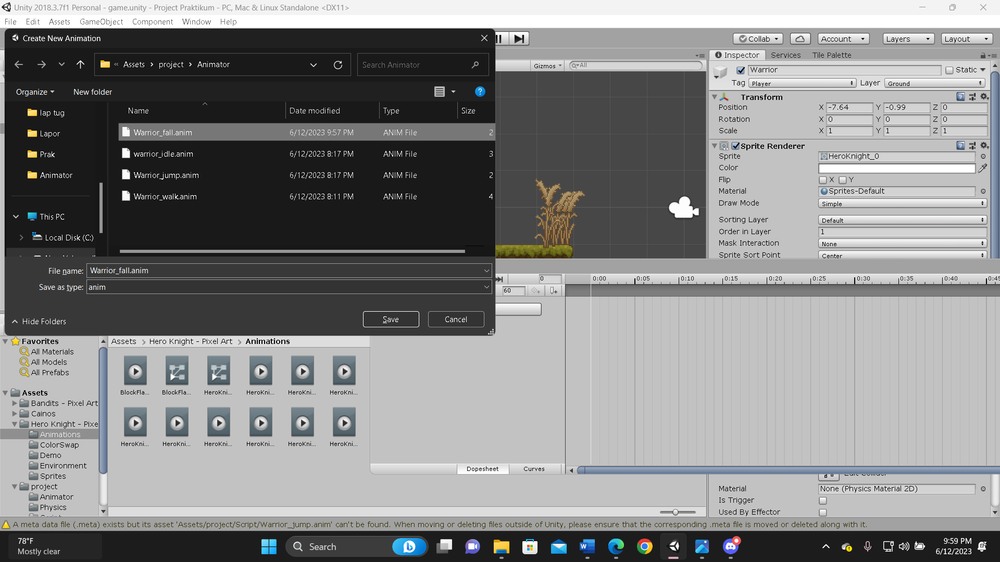 Unity 2018.3.7f1 Personal - game.unity - Project Praktikum - PC, Mac & Linux Standalone <DX11>
File Edit Assets GameObject Component Window Help
Create New Animation
Collab Account Layers Layout
« Assets > project > Animator
Search Animator
Organize New folder
Name Date modified Type Size
lap tug
Lapor
Prak
Animator
This PC
Local Disk (C:)
Warrior_fall.anim 6/12/2023 9:57 PM ANIM File 2
warrior_idle.anim 6/12/2023 8:17 PM ANIM File 3
Warrior_jump.anim 6/12/2023 8:17 PM ANIM File 2
Warrior_walk.anim 6/12/2023 8:11 PM ANIM File 4
File name: Warrior_fall.anim
Save as type: anim
Hide Folders
Save Cancel
Gizmos All
Inspector Services Tile Palette
Warrior Static
Tag Player Layer Ground
Transform
Position X -7.64 Y -0.99 Z 0
Rotation X 0 Y 0 Z 0
Scale X 1 Y 1 Z 1
Sprite Renderer
Sprite HeroKnight_0
Color
Flip X Y
Material Sprites-Default
Draw Mode Simple
Sorting Layer Default
Order in Layer 1
Mask Interaction None
Sprite Sort Point Center
0 0:00 0:05 0:10 0:15 0:20 0:25 0:30 0:35 0:40 0:45
60
Favorites
All Materials
All Models
All Prefabs
Assets
Bandits - Pixel Art
Cainos
Hero Knight - Pixe
Animations
ColorSwap
Demo
Environment
Sprites
project
Animator
Physics
Assets > Hero Knight - Pixel Art > Animations
BlockFla... BlockFla... HeroKni... HeroKni... HeroKni... HeroKni...
HeroKni... HeroKni... HeroKni... HeroKni... HeroKni... HeroKni...
Dopesheet Curves
Edit Collider
Material None (Physics Material 2D)
Is Trigger
Used By Effector
A meta data file (.meta) exists but its asset 'Assets/project/Script/Warrior_jump.anim' can't be found. When moving or deleting files outside of Unity, please ensure that the corresponding .meta file is moved or deleted along with it.
78°F
Mostly clear
Search
9:59 PM
6/12/2023